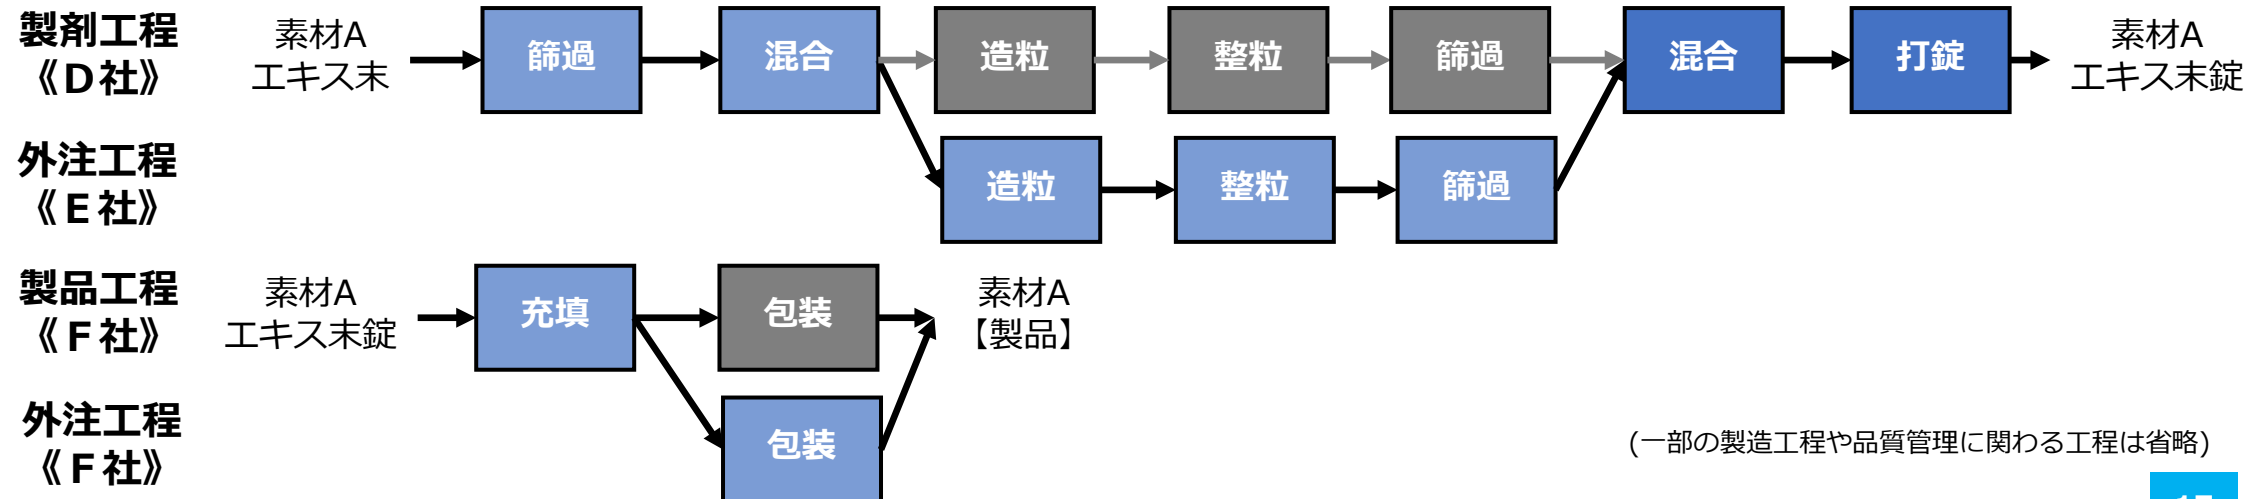 製剤工程
《D社》
素材A
エキス末
篩過
混合
造粒
整粒
篩過
混合
打錠
素材A
エキス末錠
外注工程
《E社》
造粒
整粒
篩過
製品工程
《F社》
素材A
エキス末錠
充填
包装
素材A
【製品】
外注工程
《F社》
包装
(一部の製造工程や品質管理に関わる工程は省略)